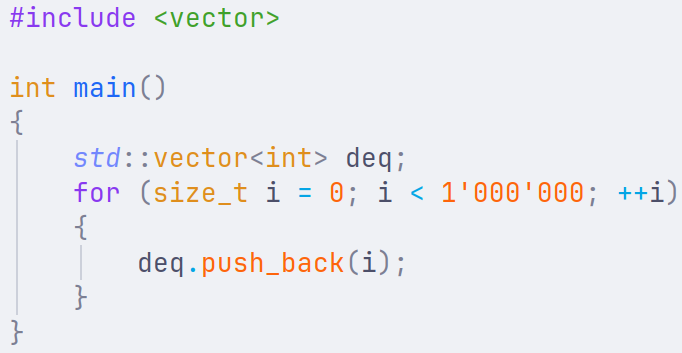 #include <vector>

int main()
{
    std::vector<int> deq;
    for (size_t i = 0; i < 1'000'000; ++i)
    {
        deq.push_back(i);
    }
}